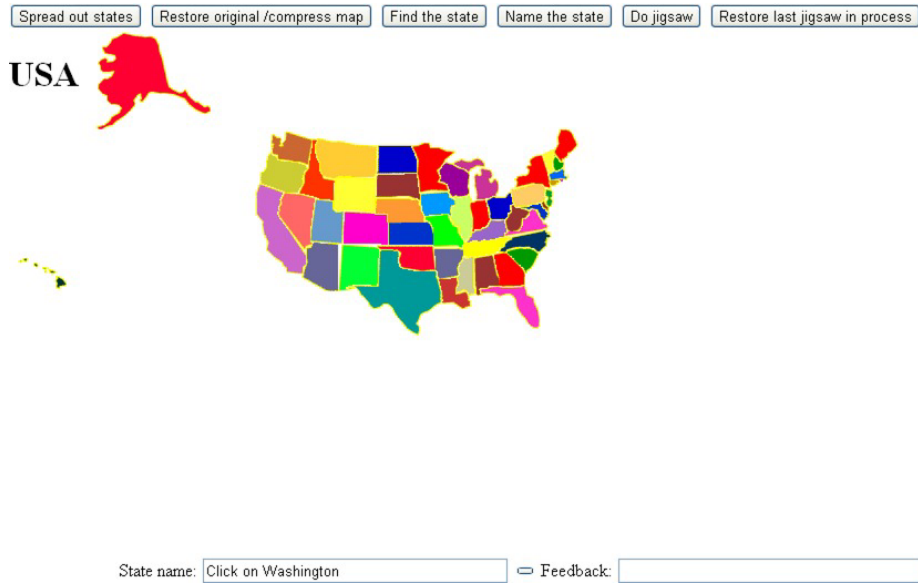 Spread out states Restore original /compress map Find the state Name the state Do jigsaw Restore last jigsaw in process
USA
State name: Click on Washington Feedback: